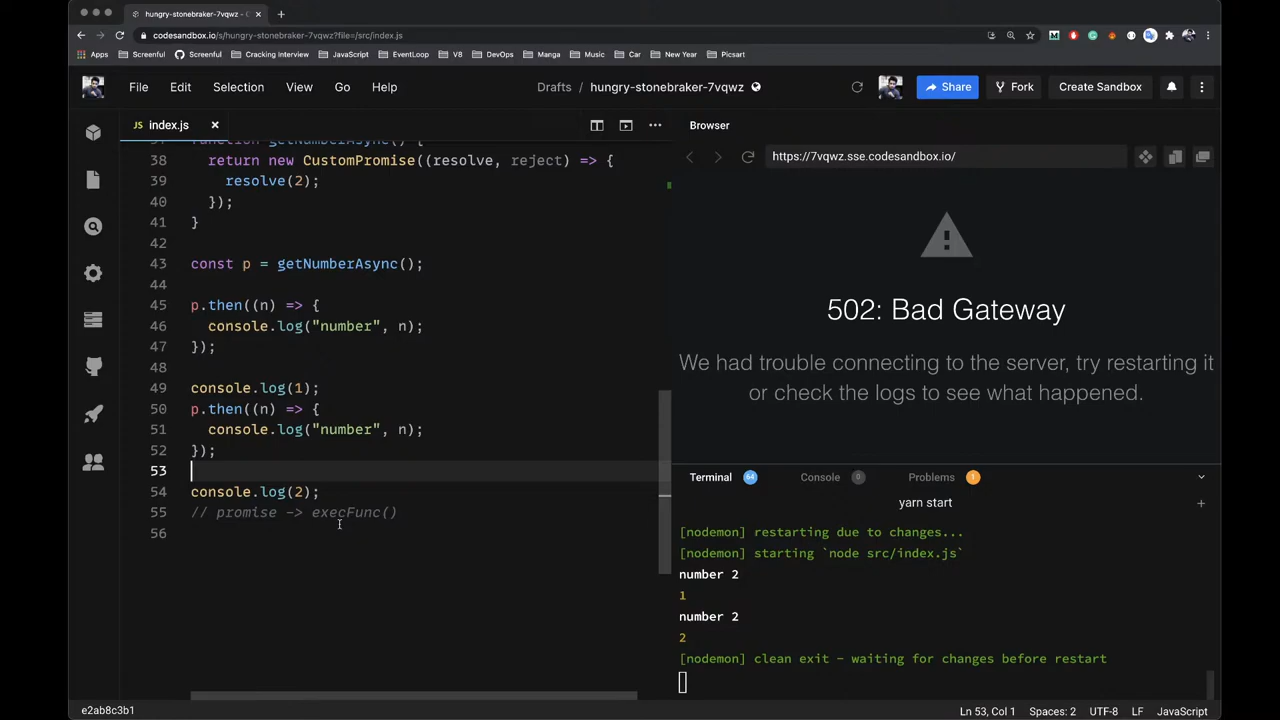 hungry-stonebraker-7vqwz - C
codesandbox.io/s/hungry-stonebraker-7vqwz?file=/src/index.js
Apps Screenful Screenful Cracking Interview JavaScript EventLoop V8 DevOps Manga Music Car New Year Picsart
File Edit Selection View Go Help
Drafts / hungry-stonebraker-7vqwz
Share Fork Create Sandbox
JS index.js
Browser
https://7vqwz.sse.codesandbox.io/
37 function getNumberAsync() {
38 return new CustomPromise((resolve, reject) => {
39 resolve(2);
40 });
41 }
42
43 const p = getNumberAsync();
44
45 p.then((n) => {
46 console.log("number", n);
47 });
48
49 console.log(1);
50 p.then((n) => {
51 console.log("number", n);
52 });
53
54 console.log(2);
55 // promise -> execFunc()
56
502: Bad Gateway
We had trouble connecting to the server, try restarting it
or check the logs to see what happened.
Terminal 64 Console 0 Problems 1
yarn start
[nodemon] restarting due to changes...
[nodemon] starting `node src/index.js`
number 2
1
number 2
2
[nodemon] clean exit - waiting for changes before restart
e2ab8c3b1
Ln 53, Col 1 Spaces: 2 UTF-8 LF JavaScript